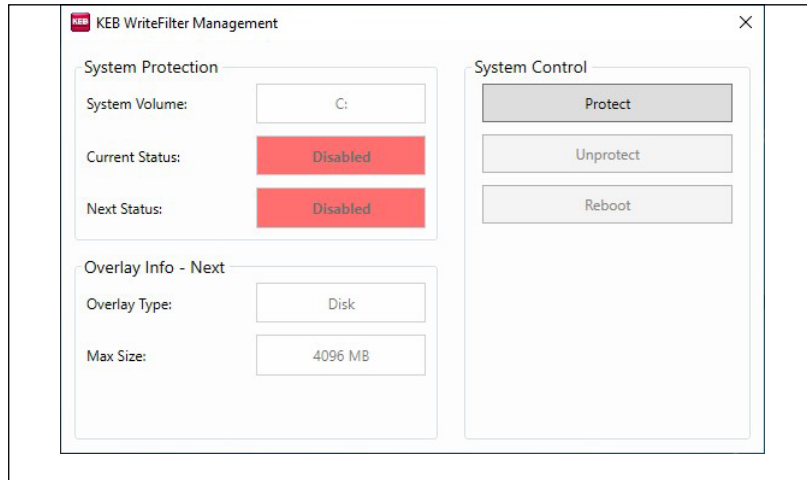 KEB KEB WriteFilter Management
System Protection
System Volume: C:
Current Status: Disabled
Next Status: Disabled
Overlay Info - Next
Overlay Type: Disk
Max Size: 4096 MB
System Control
Protect
Unprotect
Reboot